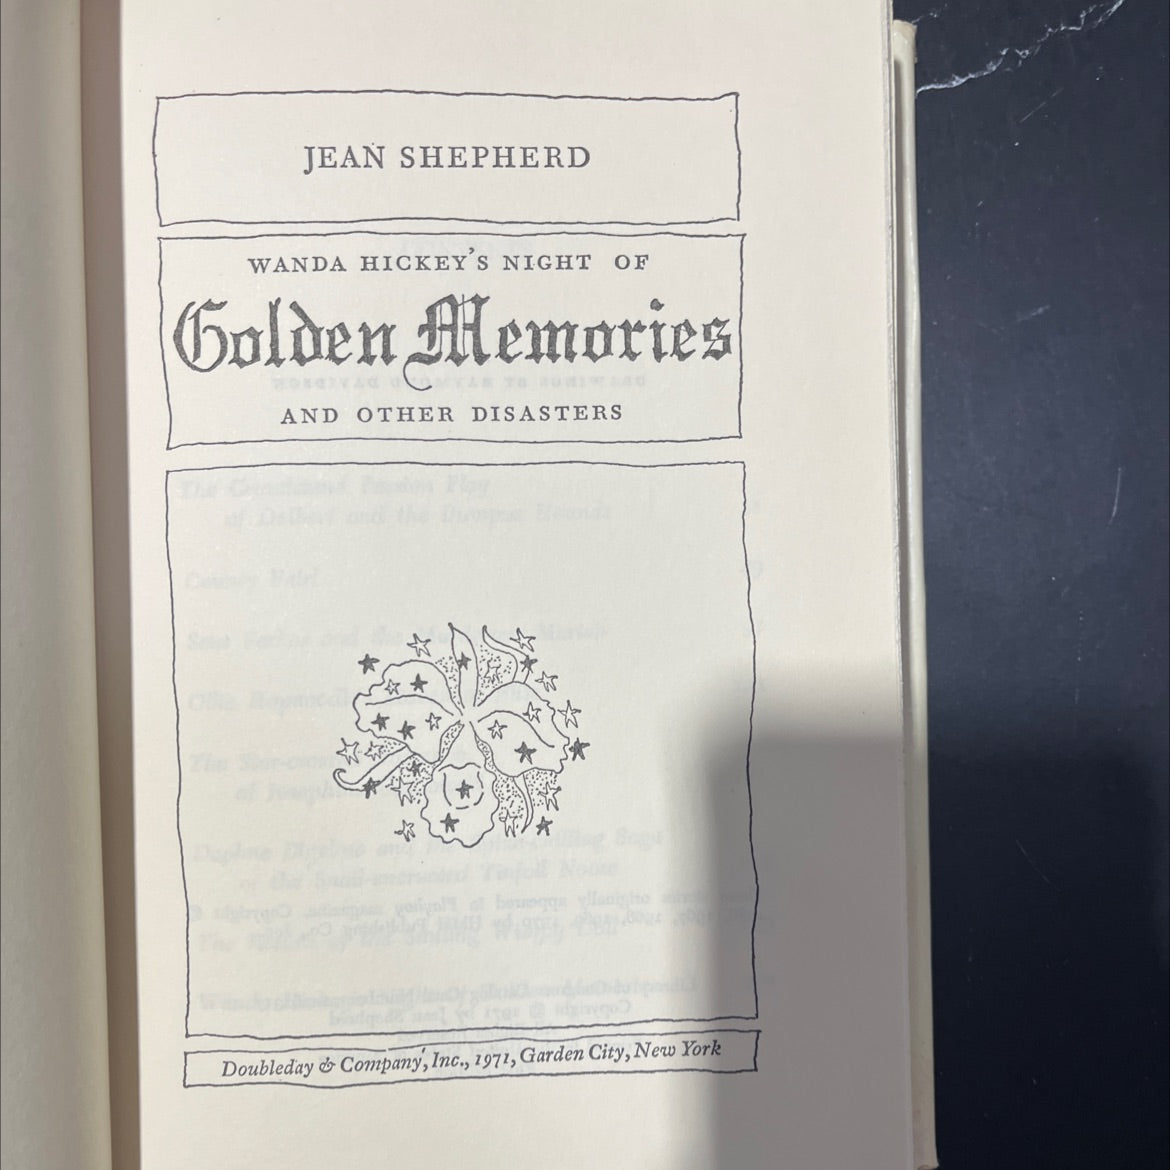 JEAN SHEPHERD
WANDA HICKEY'S NIGHT OF
Golden Memories
AND OTHER DISASTERS
Doubleday & Company, Inc., 1971, Garden City, New York